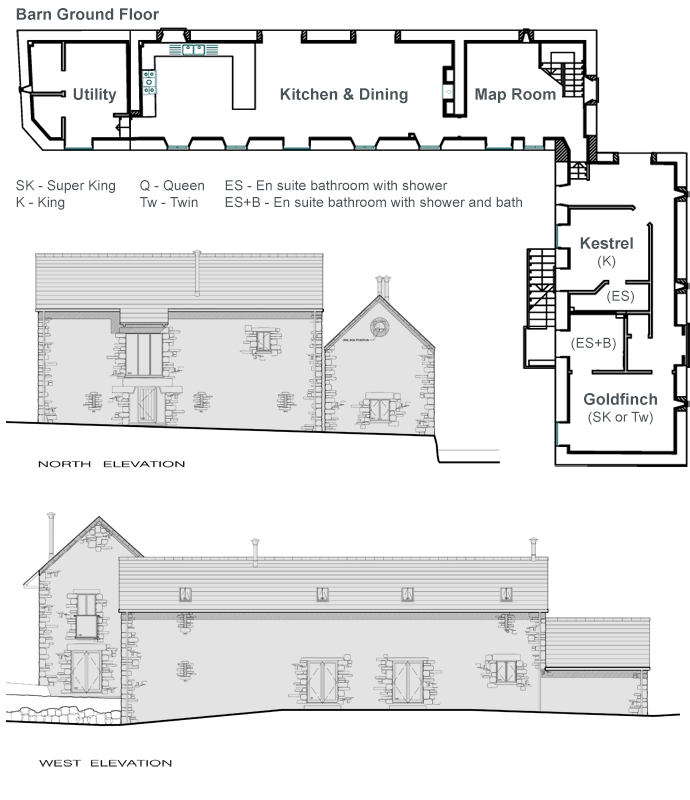 Barn Ground Floor
Utility
Kitchen & Dining
Map Room
SK - Super King
Q - Queen
ES - En suite bathroom with shower
K - King
Tw - Twin
ES+B - En suite bathroom with shower and bath
Kestrel
(K)
(ES)
(ES+B)
Goldfinch
(SK or Tw)
NORTH ELEVATION
WEST ELEVATION